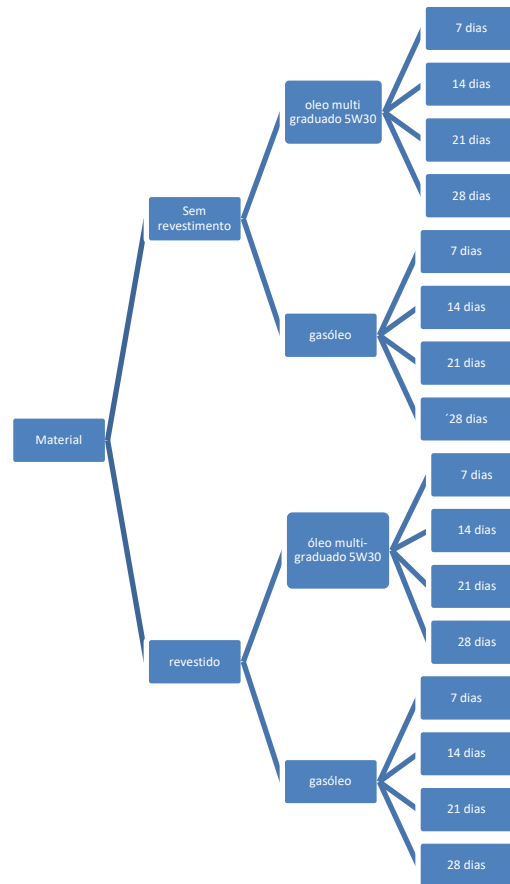 7 dias
oleo multi
graduado 5W30
14 dias
21 dias
28 dias
Sem
revestimento
7 dias
14 dias
gasóleo
21 dias
´28 dias
Material
7 dias
óleo multi-
graduado 5W30
14 dias
21 dias
28 dias
revestido
7 dias
14 dias
gasóleo
21 dias
28 dias